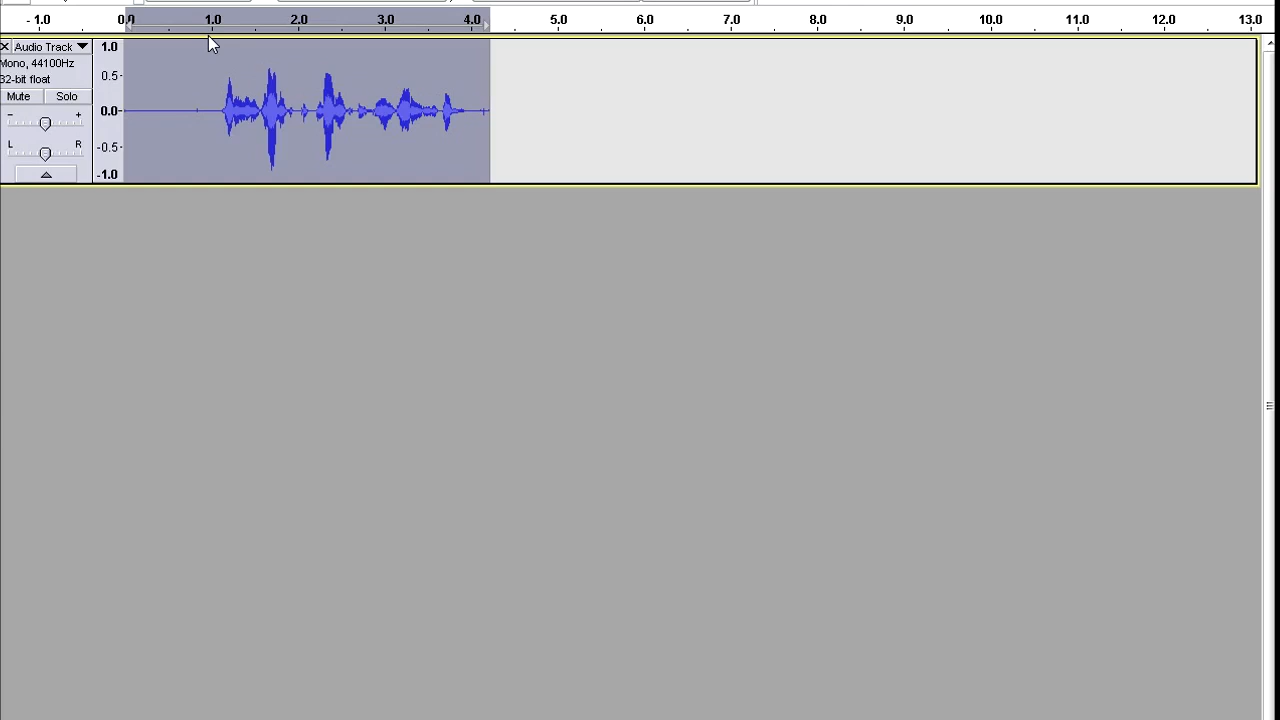 - 1.0 0.0 1.0 2.0 3.0 4.0 5.0 6.0 7.0 8.0 9.0 10.0 11.0 12.0 13.0
Audio Track 1.0
Mono, 44100Hz
32-bit float 0.5
Mute Solo
0.0
- +
L R -0.5
-1.0